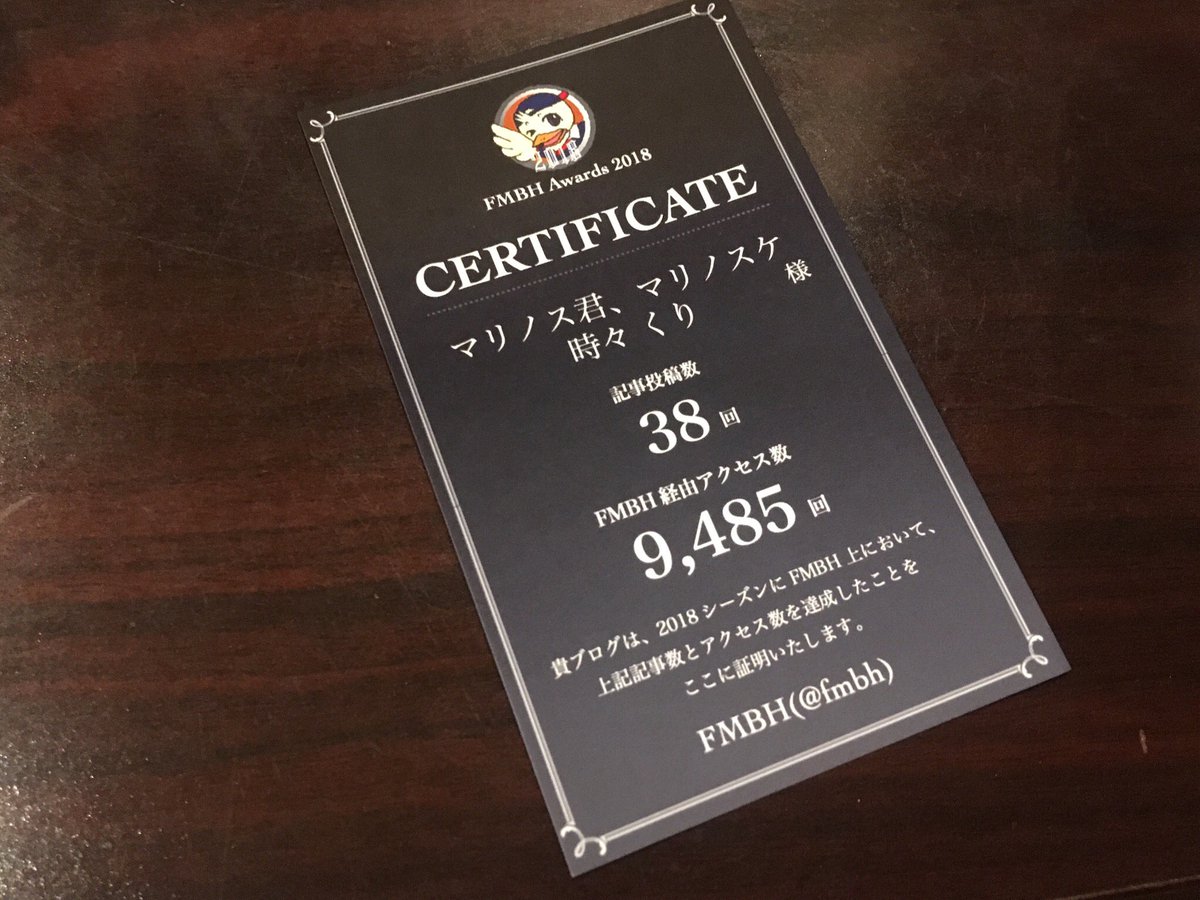 2018
FMBH Awards 2018
CERTIFICATE
マリノス君、マリノスケ
時々 くり
様
記事投稿数
38 回
FMBH 経由アクセス数
9,485 回
貴ブログは、2018 シーズンに FMBH 上において、
上記記事数とアクセス数を達成したことを
ここに証明いたします。
FMBH(@fmbh)